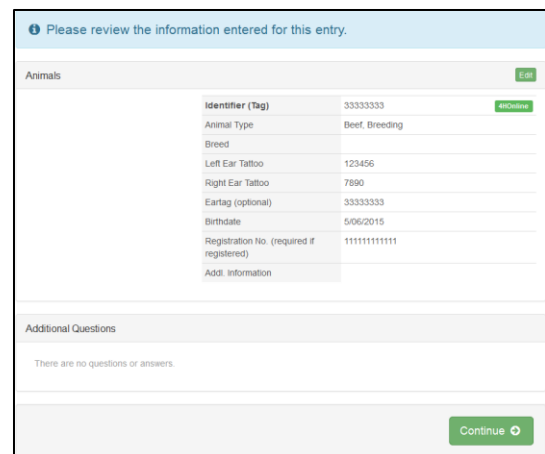 Please review the information entered for this entry.
Animals Edit
Identifier (Tag) 33333333 4HOnline
Animal Type Beef, Breeding
Breed
Left Ear Tattoo 123456
Right Ear Tattoo 7890
Eartag (optional) 33333333
Birthdate 5/06/2015
Registration No. (required if 111111111111
registered)
Addl. Information
Additional Questions
There are no questions or answers.
Continue